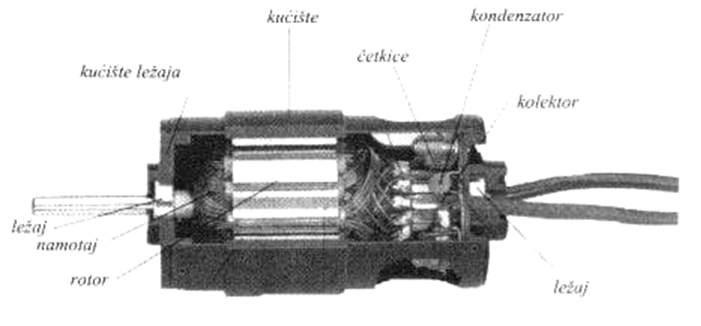 kućište
kondenzator
četkice
kućište ležaja
kolektor
ležaj
namotaj
rotor
ležaj